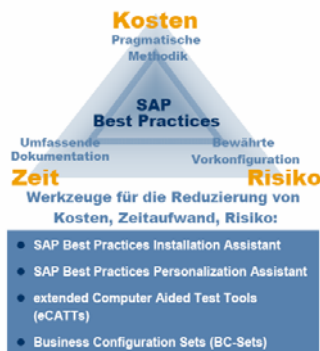 Kosten
Pragmatische
Methodik
SAP
Best Practices
Umfassende
Dokumentation
Bewährte
Vorkonfiguration
Zeit
Risiko
Werkzeuge für die Reduzierung von
Kosten, Zeitaufwand, Risiko:
• SAP Best Practices Installation Assistant
• SAP Best Practices Personalization Assistant
• extended Computer Aided Test Tools
(eCATTs)
• Business Configuration Sets (BC-Sets)